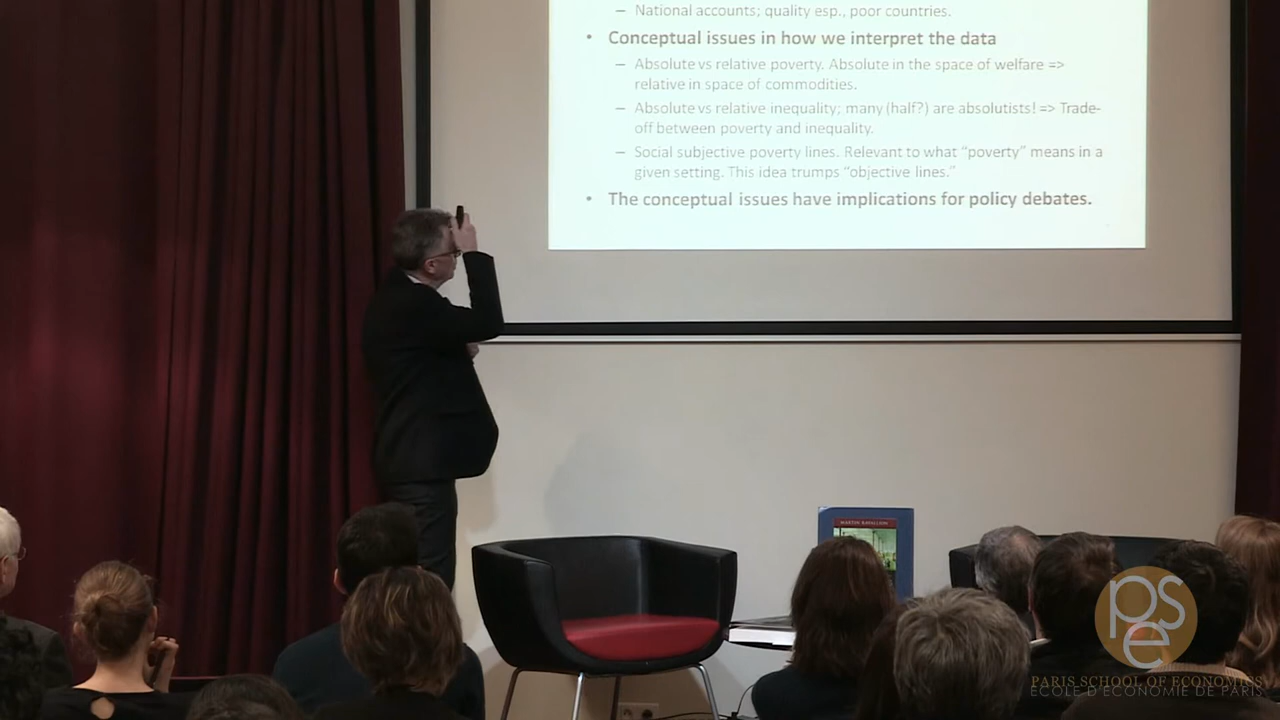 – National accounts; quality esp., poor countries.
• Conceptual issues in how we interpret the data
– Absolute vs relative poverty. Absolute in the space of welfare =>
relative in space of commodities.
– Absolute vs relative inequality; many (half?) are absolutists! => Trade-
off between poverty and inequality.
– Social subjective poverty lines. Relevant to what “poverty” means in a
given setting. This idea trumps “objective lines.”
• The conceptual issues have implications for policy debates.
MARTIN RAVALLION
pse
PARIS SCHOOL OF ECONOMICS
ECOLE D'ECONOMIE DE PARIS